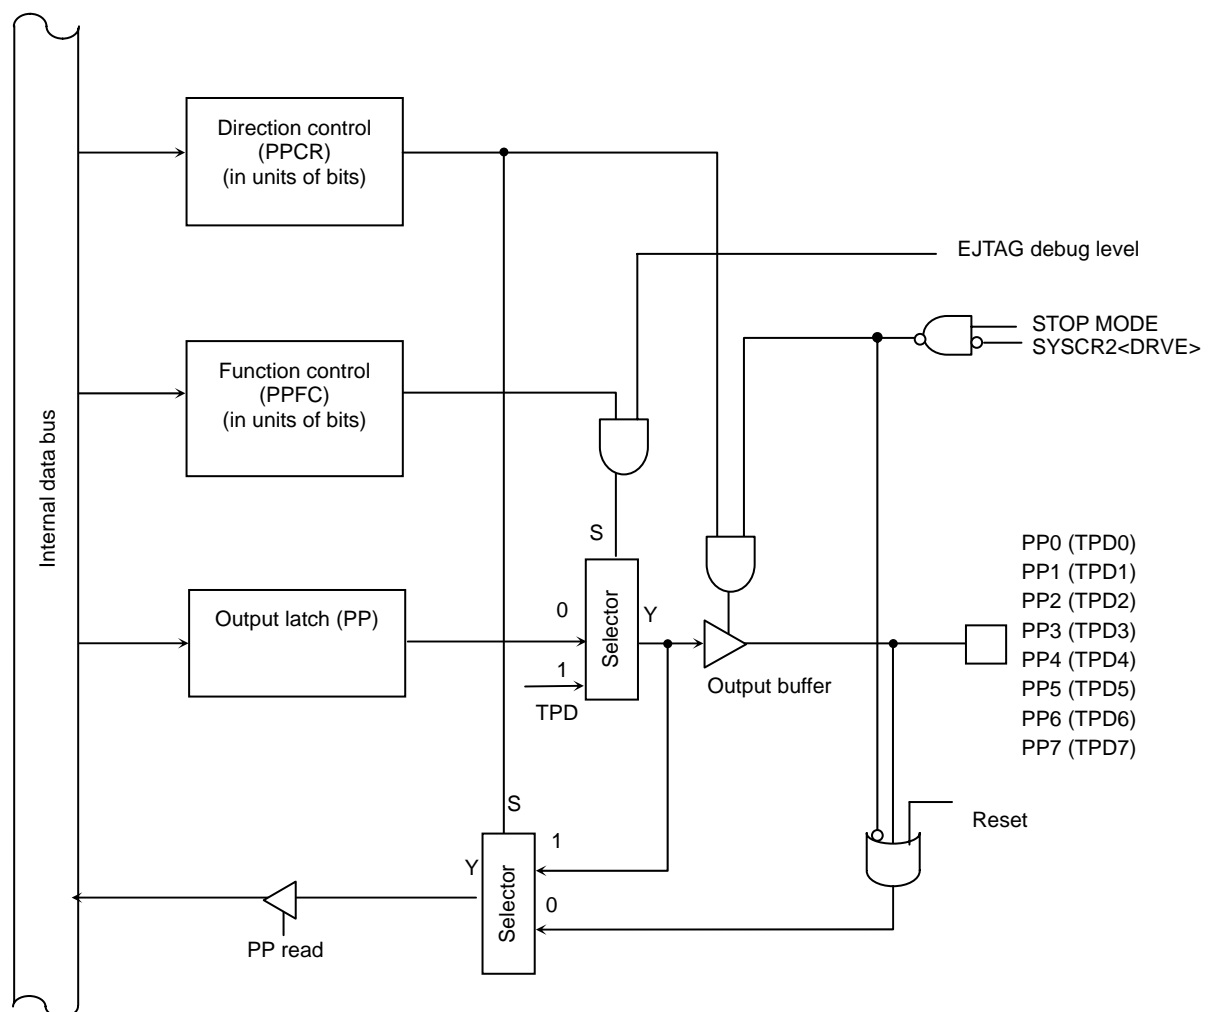 Direction control
(PPCR)
(in units of bits)
EJTAG debug level
STOP MODE
SYSCR2<DRVE>
Function control
(PPFC)
(in units of bits)
Internal data bus
S
PP0 (TPD0)
PP1 (TPD1)
PP2 (TPD2)
PP3 (TPD3)
PP4 (TPD4)
PP5 (TPD5)
PP6 (TPD6)
PP7 (TPD7)
Output latch (PP)
0
Selector
Y
1
TPD
Output buffer
S
Reset
1
Y
Selector
0
PP read